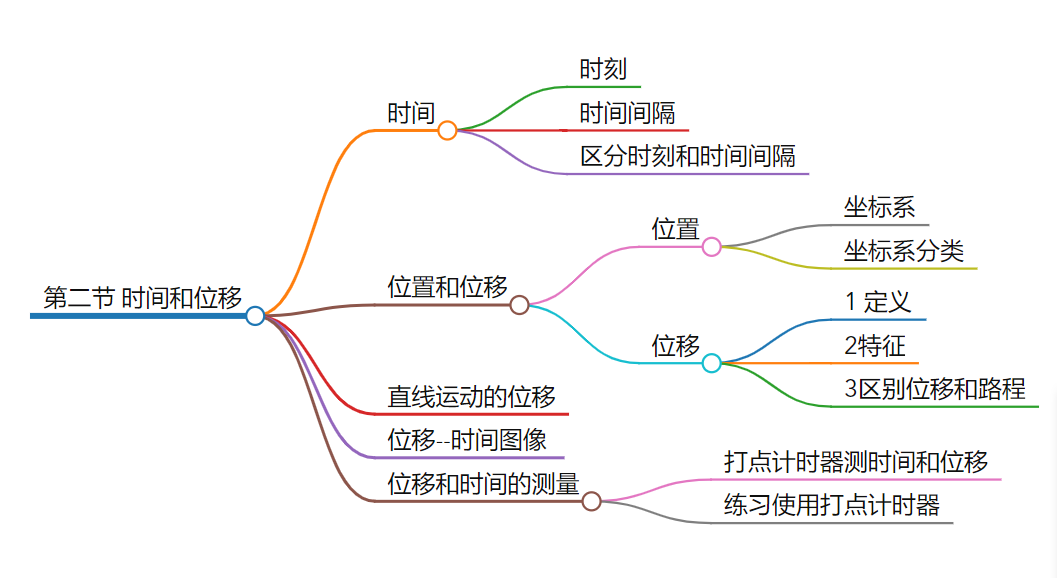 第二节 时间和位移
时间
时刻
时间间隔
区分时刻和时间间隔
位置和位移
位置
坐标系
坐标系分类
位移
1 定义
2特征
3区别位移和路程
直线运动的位移
位移--时间图像
位移和时间的测量
打点计时器测时间和位移
练习使用打点计时器